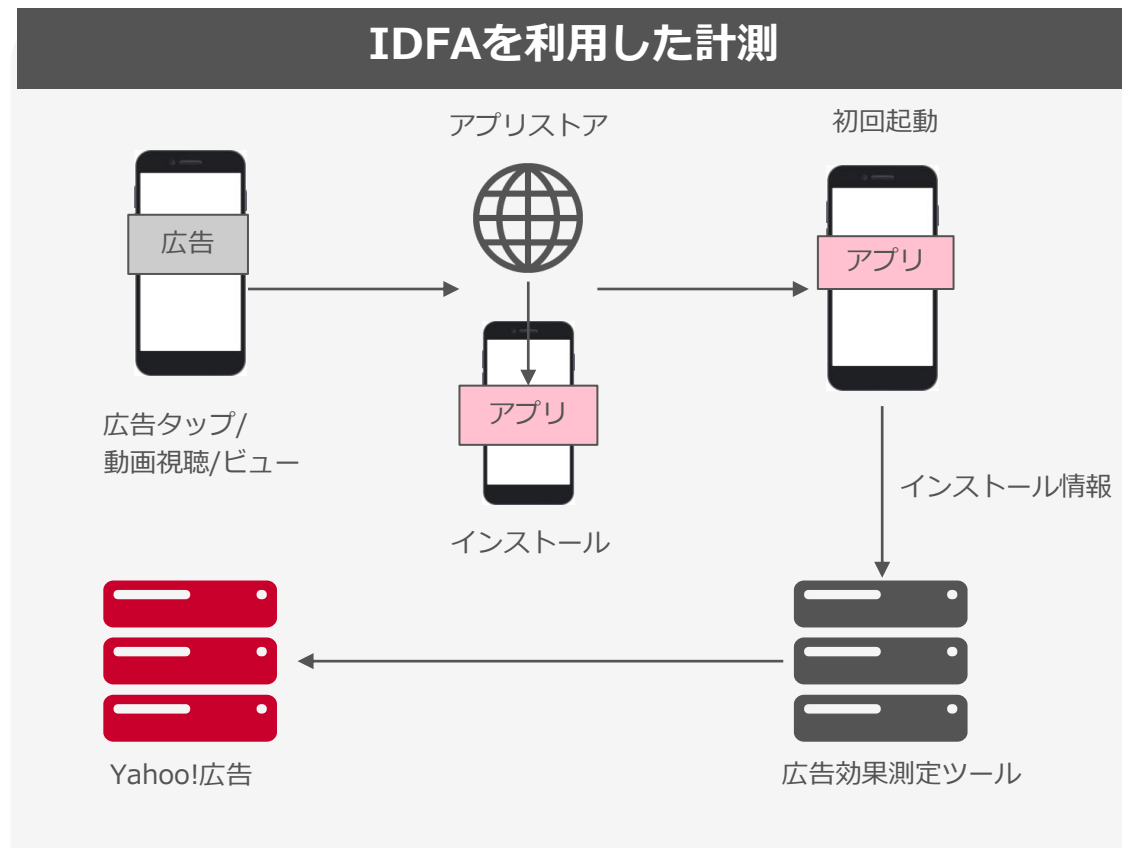 IDFAを利用した計測
アプリストア
初回起動
広告
アプリ
アプリ
広告タップ/
動画視聴/ビュー
インストール情報
インストール
Yahoo!広告
広告効果測定ツール